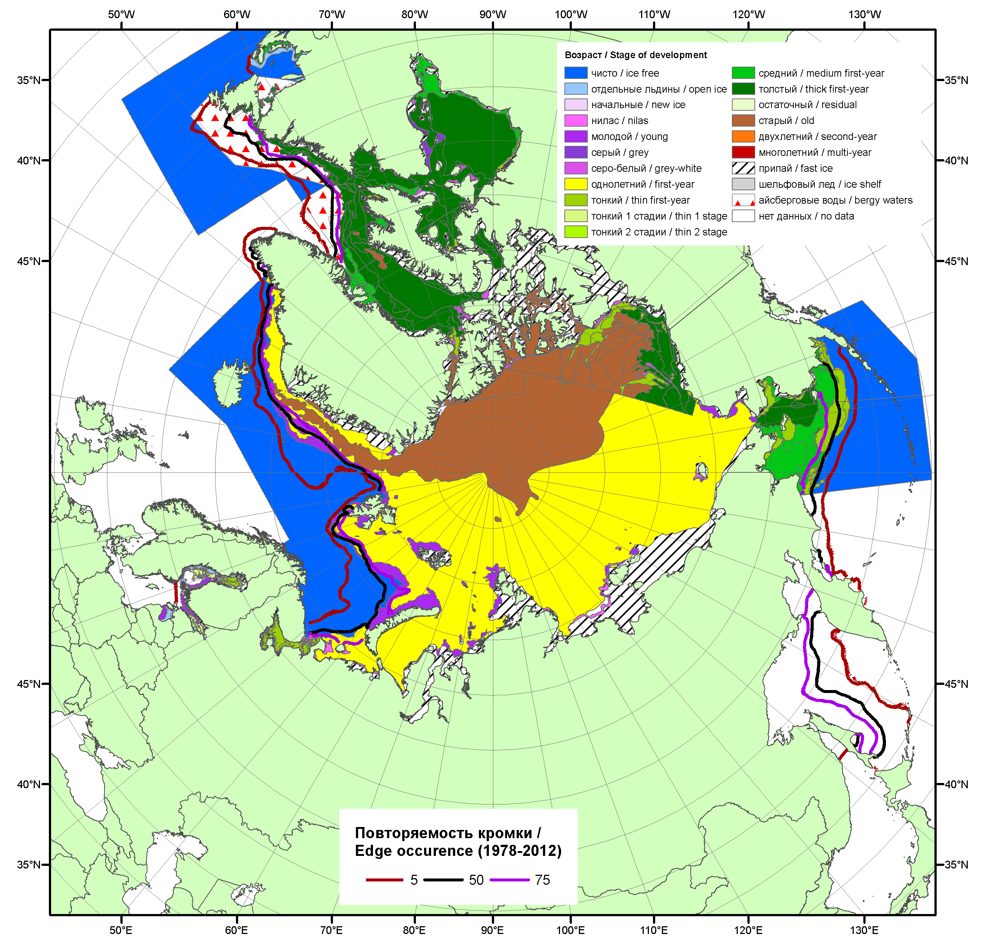 50°W 60°W 70°W 80°W 90°W 100°W 110°W 120°W 130°W
Возраст / Stage of development
чисто / ice free
отдельные льдины / open ice
начальные / new ice
нилас / nilas
молодой / young
серый / grey
серо-белый / grey-white
однолетний / first-year
тонкий / thin first-year
тонкий 1 стадии / thin 1 stage
тонкий 2 стадии / thin 2 stage
средний / medium first-year
толстый / thick first-year
остаточный / residual
старый / old
двухлетний / second-year
многолетний / multi-year
припай / fast ice
шельфовый лед / ice shelf
айсберговые воды / bergy waters
нет данных / no data
35°N 35°N
40°N 40°N
45°N 45°N
45°N 45°N
40°N 40°N
35°N 35°N
Повторяемость кромки /
Edge occurence (1978-2012)
5 50 75
50°E 60°E 70°E 80°E 90°E 100°E 110°E 120°E 130°E